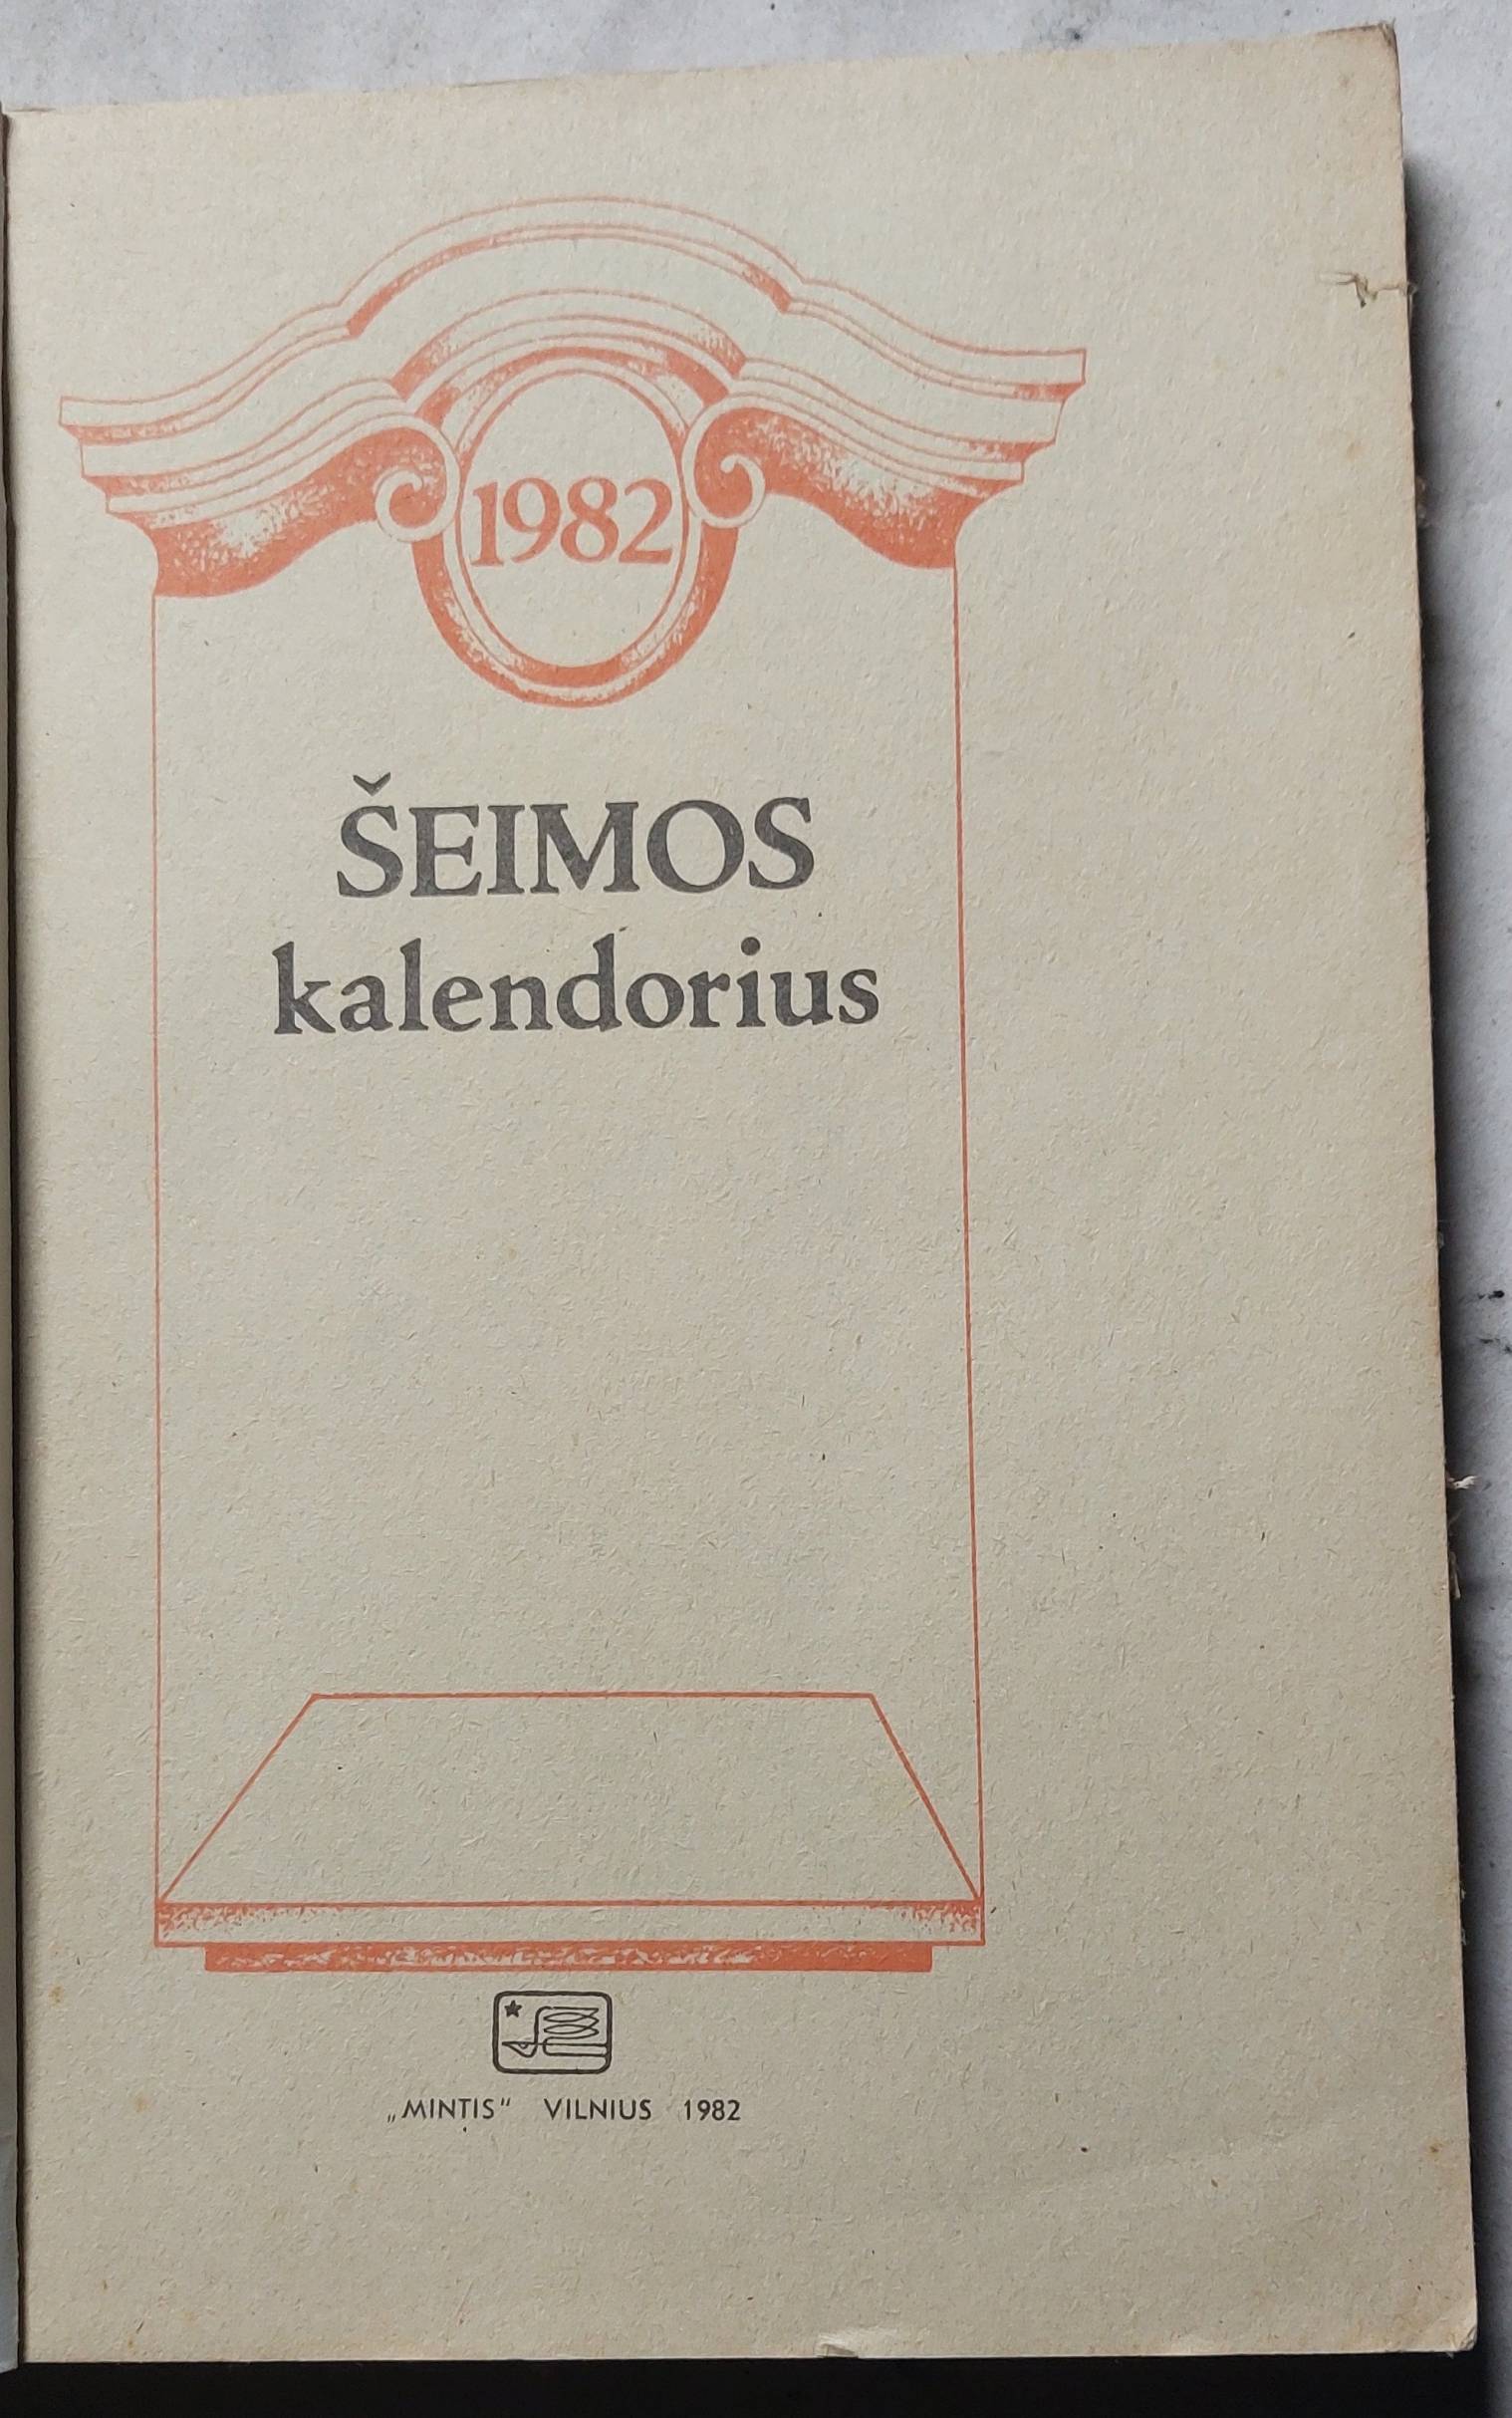 1982
ŠEIMOS
kalendorius
„MINTIS“ VILNIUS 1982